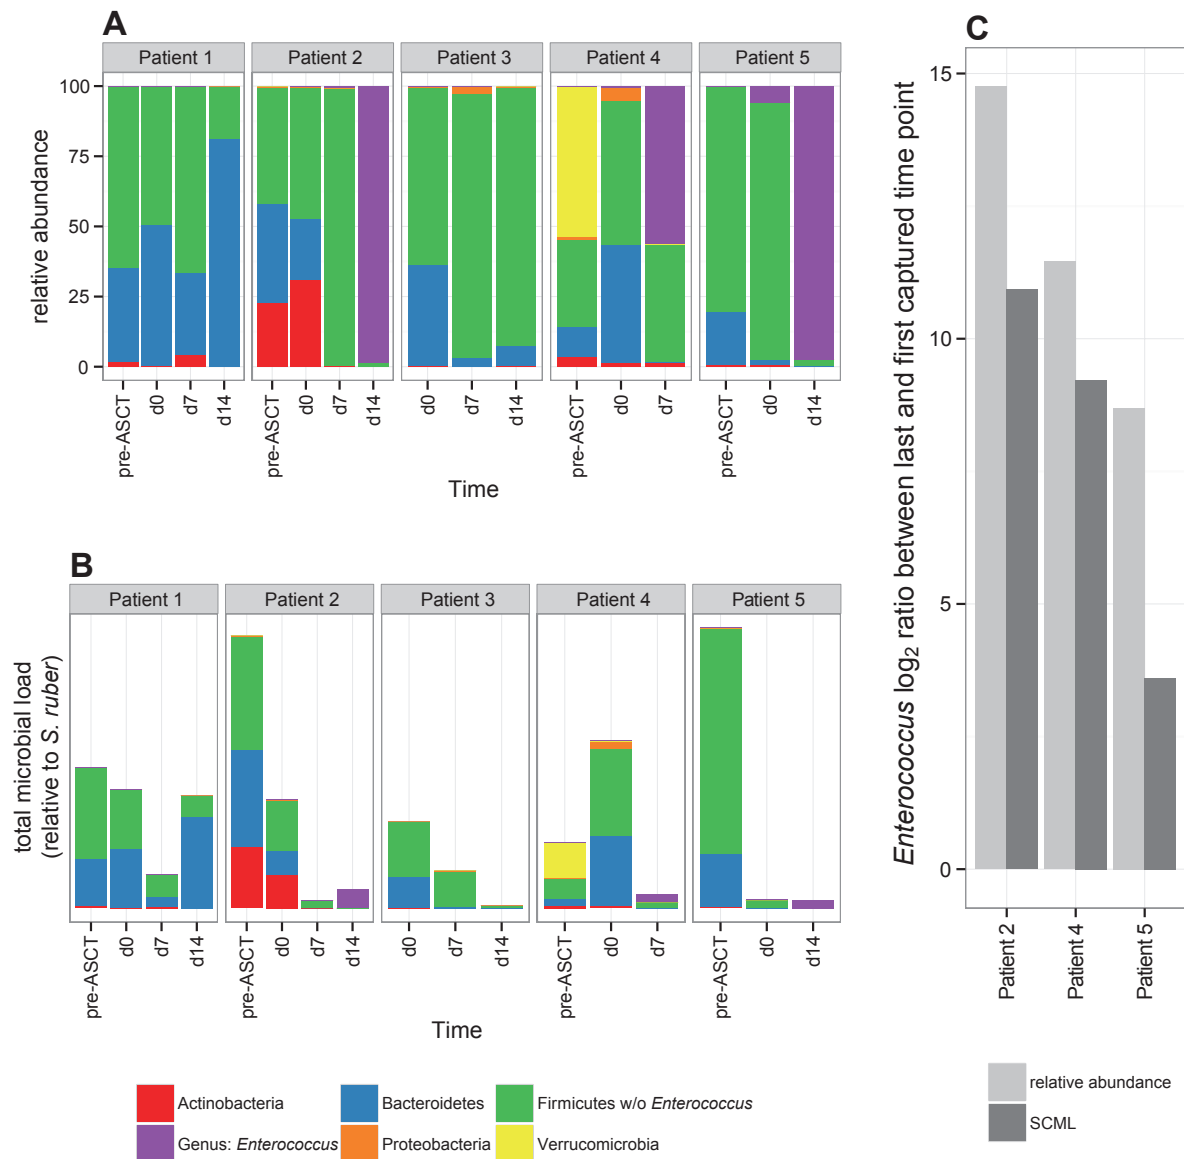 A
Patient 1 Patient 2 Patient 3 Patient 4 Patient 5
relative abundance
100
75
50
25
0
pre-ASCT d0 d7 d14 pre-ASCT d0 d7 d14 d0 d7 d14 pre-ASCT d0 d7 pre-ASCT d0 d14
Time
B
Patient 1 Patient 2 Patient 3 Patient 4 Patient 5
total microbial load
(relative to S. ruber)
pre-ASCT d0 d7 d14 pre-ASCT d0 d7 d14 d0 d7 d14 pre-ASCT d0 d7 pre-ASCT d0 d14
Time
Actinobacteria Bacteroidetes Firmicutes w/o Enterococcus
Genus: Enterococcus Proteobacteria Verrucomicrobia
C
Enterococcus log₂ ratio between last and first captured time point
15
10
5
0
Patient 2 Patient 4 Patient 5
relative abundance
SCML